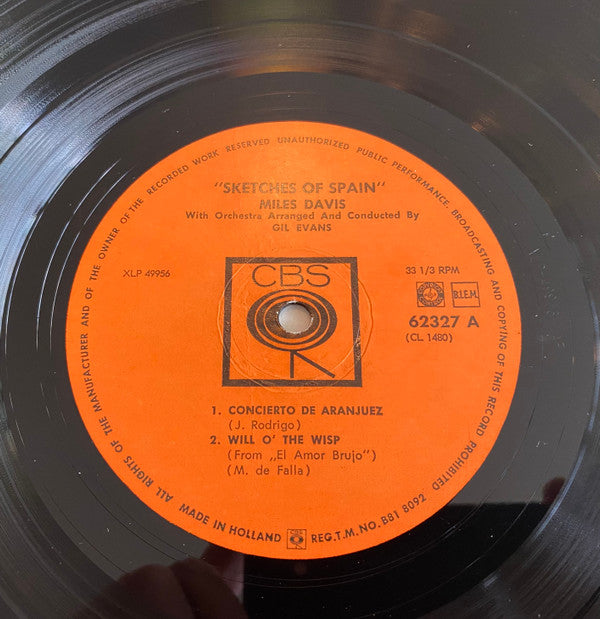 ALL RIGHTS OF THE MANUFACTURER AND OF THE OWNER OF THE RECORDED WORK RESERVED UNAUTHORIZED PUBLIC PERFORMANCE, BROADCASTING AND COPYING OF THIS RECORD PROHIBITED
"SKETCHES OF SPAIN"
MILES DAVIS
With Orchestra Arranged And Conducted By
GIL EVANS
XLP 49956
CBS
33 1/3 RPM
B.I.E.M.
62327 A
(CL 1480)
1. CONCIERTO DE ARANJUEZ
(J. Rodrigo)
2. WILL O' THE WISP
(From „El Amor Brujo")
(M. de Falla)
MADE IN HOLLAND CBS REG.T.M.NO.B81 8092